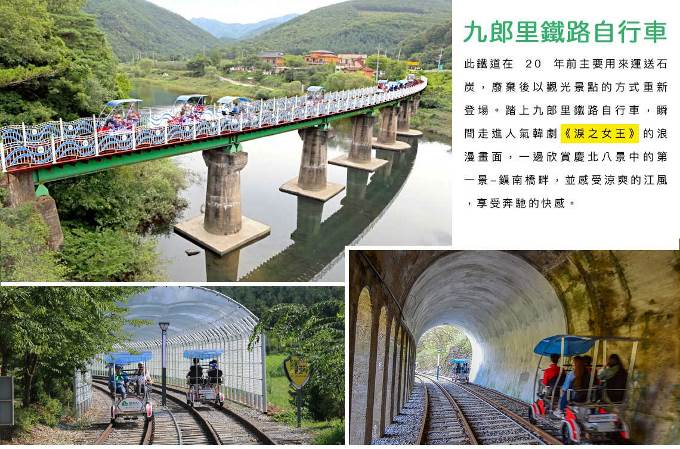 九郎里鐵路自行車
此鐵道在 20 年前主要用來運送石
炭，廢棄後以觀光景點的方式重新
登場。踏上九郎里鐵路自行車，瞬
間走進人氣韓劇《淚之女王》的浪
漫畫面，一邊欣賞慶北八景中的第
一景–鎮南橋畔，並感受涼爽的江風
，享受奔馳的快感。